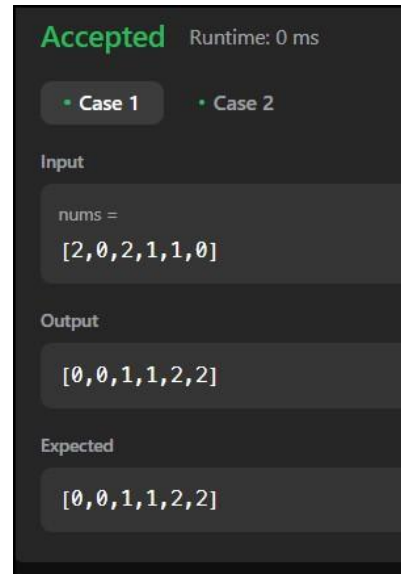 Accepted Runtime: 0 ms
• Case 1 • Case 2
Input
nums =
[2,0,2,1,1,0]
Output
[0,0,1,1,2,2]
Expected
[0,0,1,1,2,2]